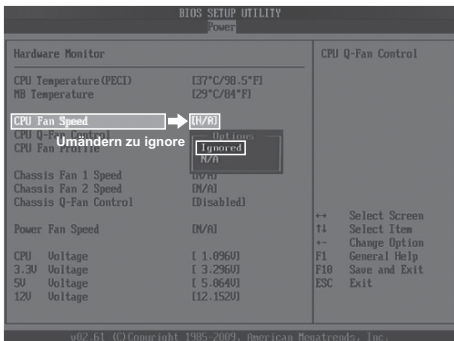 BIOS SETUP UTILITY
Power
Hardware Monitor
CPU Q-Fan Control
CPU Temperature(PECI) [37°C/98.5°F]
MB Temperature [29°C/84°F]
CPU Fan Speed [N/A]
CPU Q-Fan Control
Options
Umändern zu ignore
Ignored
CPU Fan Profile
N/A
Chassis Fan 1 Speed [N/A]
Chassis Fan 2 Speed [N/A]
Chassis Q-Fan Control [Disabled]
Power Fan Speed [N/A]
CPU Voltage [ 1.096V]
3.3V Voltage [ 3.296V]
5V Voltage [ 5.064V]
12V Voltage [12.152V]
↔ Select Screen
↑↓ Select Item
+- Change Option
F1 General Help
F10 Save and Exit
ESC Exit
v02.61 (C)Copyright 1985-2009, American Megatrends, Inc.